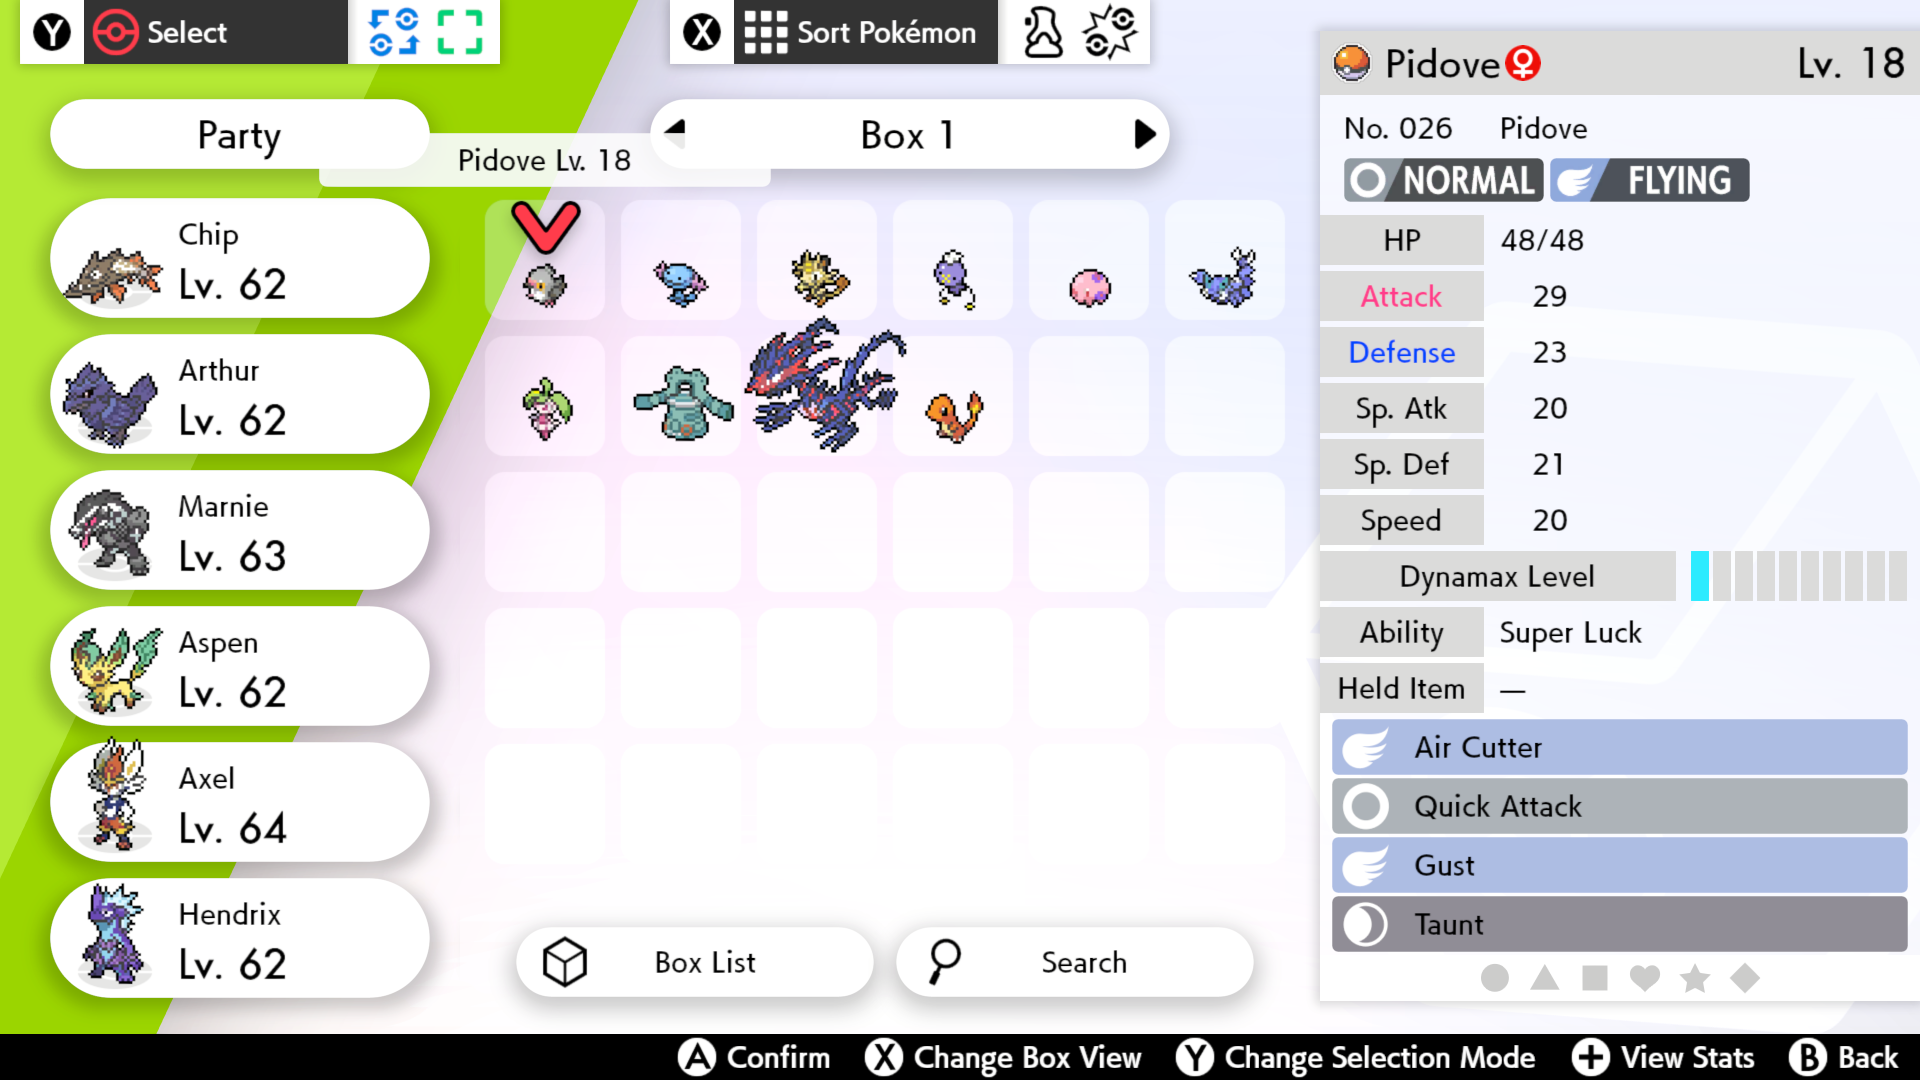 Y Select
X Sort Pokémon
Party
Pidove Lv. 18
Box 1
Chip
Lv. 62
Arthur
Lv. 62
Marnie
Lv. 63
Aspen
Lv. 62
Axel
Lv. 64
Hendrix
Lv. 62
Box List
Search
Pidove♀ Lv. 18
No. 026 Pidove
NORMAL FLYING
HP 48/48
Attack 29
Defense 23
Sp. Atk 20
Sp. Def 21
Speed 20
Dynamax Level
Ability Super Luck
Held Item —
Air Cutter
Quick Attack
Gust
Taunt
A Confirm X Change Box View Y Change Selection Mode + View Stats B Back